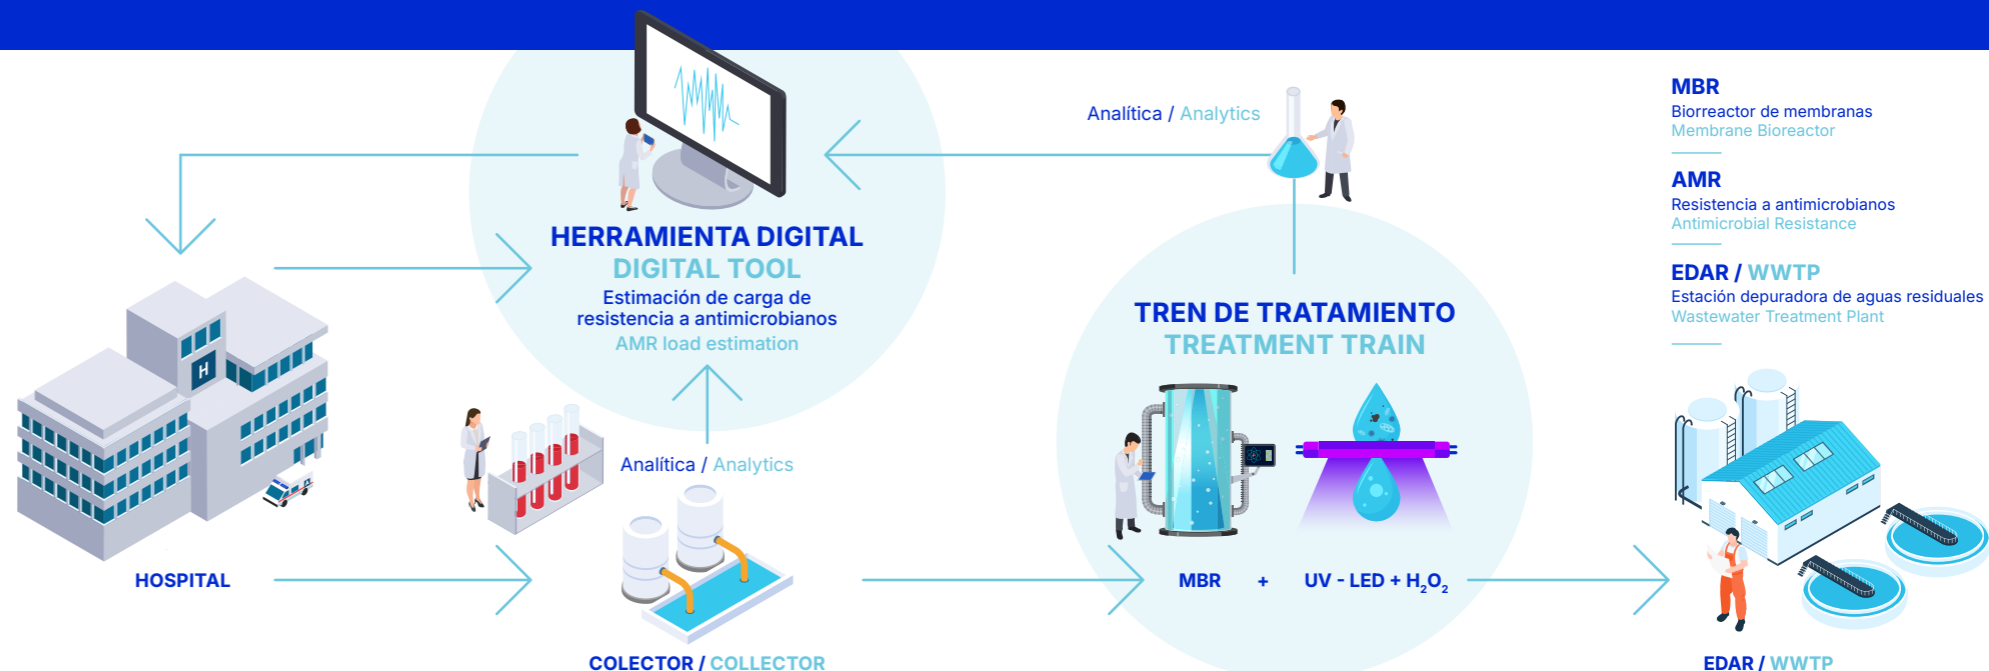 HERRAMIENTA DIGITAL
DIGITAL TOOL
Estimación de carga de
resistencia a antimicrobianos
AMR load estimation
Analítica / Analytics
MBR
Biorreactor de membranas
Membrane Bioreactor
AMR
Resistencia a antimicrobianos
Antimicrobial Resistance
EDAR / WWTP
Estación depuradora de aguas residuales
Wastewater Treatment Plant
TREN DE TRATAMIENTO
TREATMENT TRAIN
H
Analítica / Analytics
HOSPITAL
MBR + UV - LED + H₂O₂
COLECTOR / COLLECTOR
EDAR / WWTP